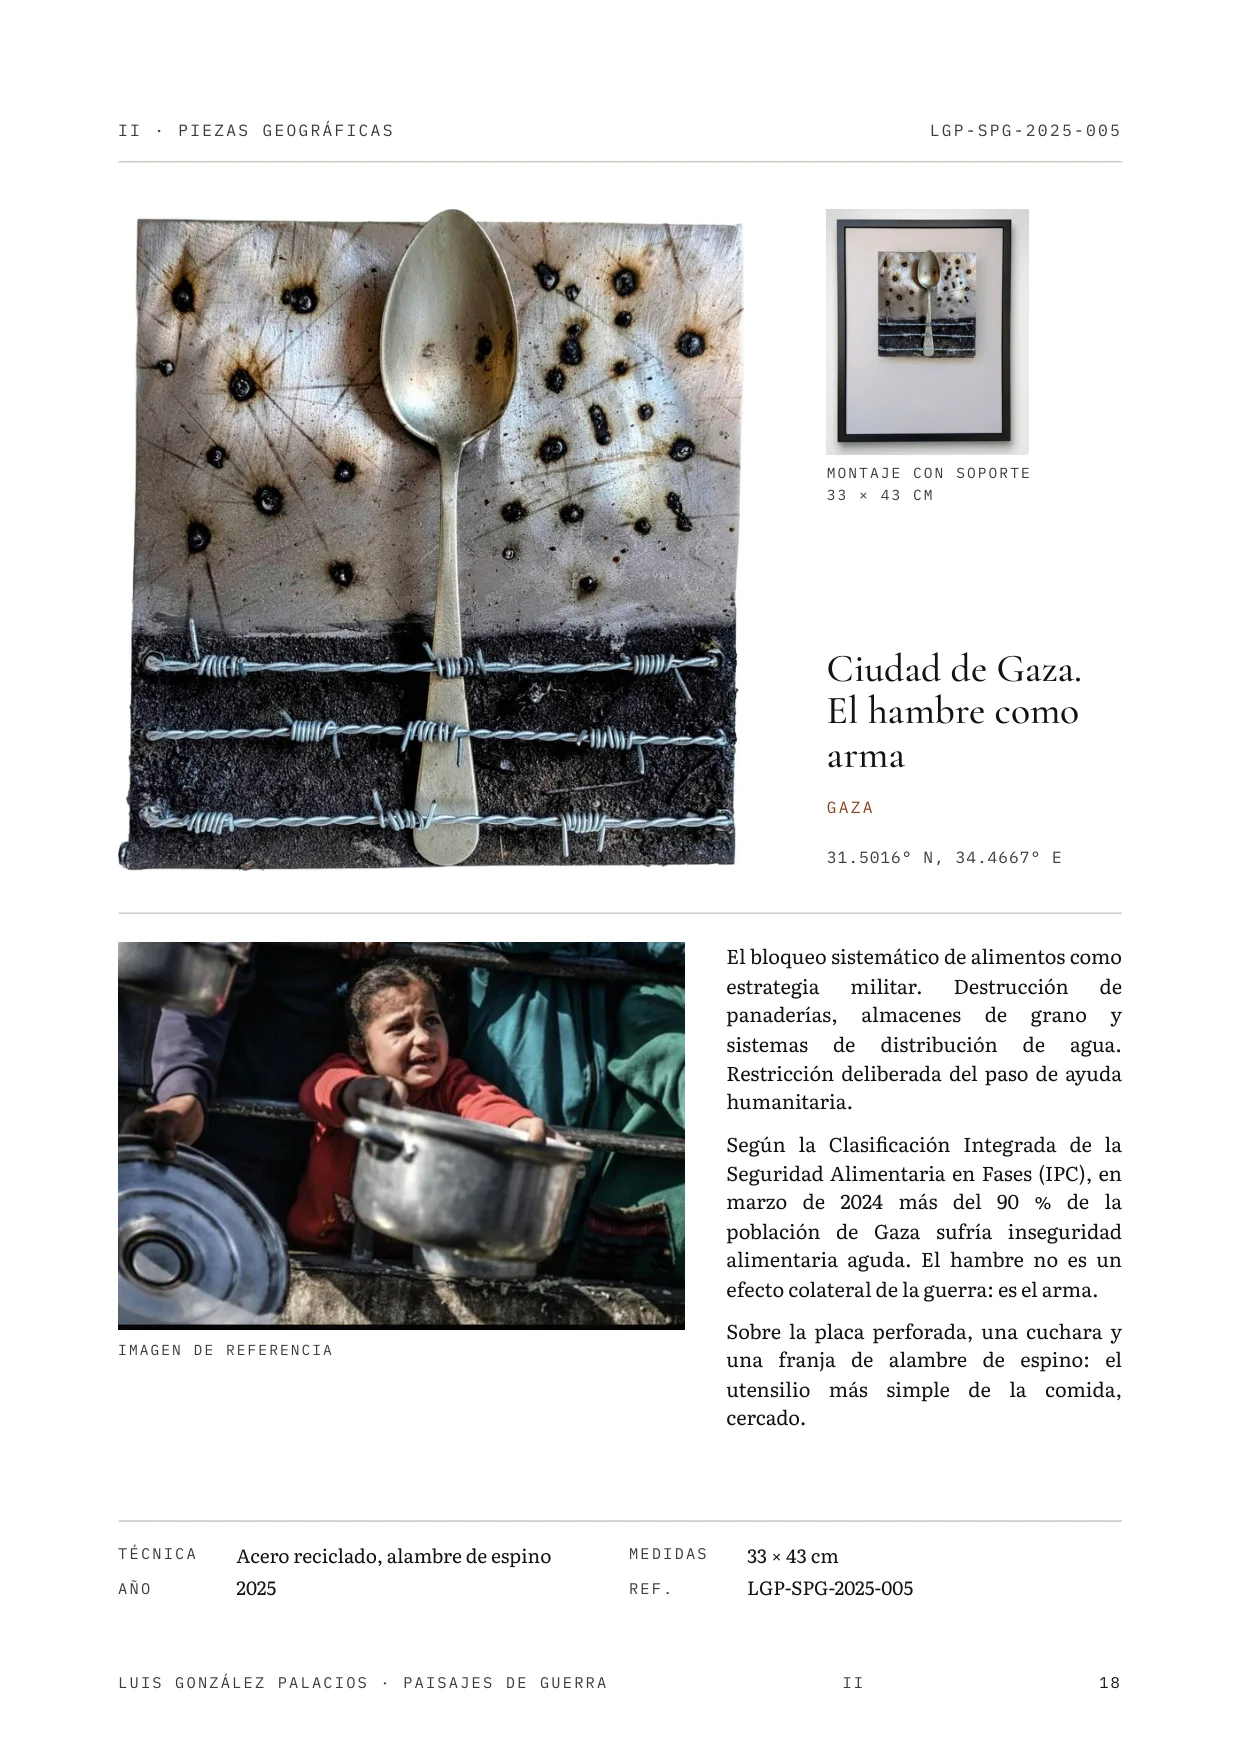 II · PIEZAS GEOGRÁFICAS
LGP-SPG-2025-005
MONTAJE CON SOPORTE
33 × 43 CM
Ciudad de Gaza.
El hambre como
arma
GAZA
31.5016° N, 34.4667° E
El bloqueo sistemático de alimentos como
estrategia militar. Destrucción de
panaderías, almacenes de grano y
sistemas de distribución de agua.
Restricción deliberada del paso de ayuda
humanitaria.
Según la Clasificación Integrada de la
Seguridad Alimentaria en Fases (IPC), en
marzo de 2024 más del 90 % de la
población de Gaza sufría inseguridad
alimentaria aguda. El hambre no es un
efecto colateral de la guerra: es el arma.
Sobre la placa perforada, una cuchara y
una franja de alambre de espino: el
utensilio más simple de la comida,
cercado.
IMAGEN DE REFERENCIA
TÉCNICA Acero reciclado, alambre de espino
MEDIDAS 33 × 43 cm
AÑO 2025
REF. LGP-SPG-2025-005
LUIS GONZÁLEZ PALACIOS · PAISAJES DE GUERRA
II
18